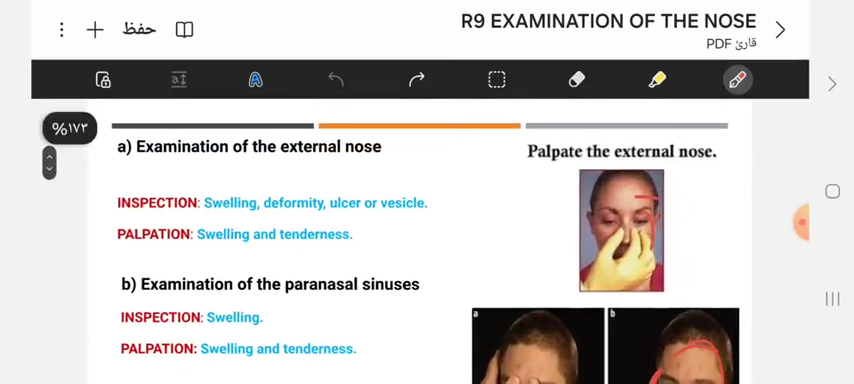 R9 EXAMINATION OF THE NOSE
قارئ PDF
حفظ
%١٧٣
a) Examination of the external nose
Palpate the external nose.
INSPECTION: Swelling, deformity, ulcer or vesicle.
PALPATION: Swelling and tenderness.
b) Examination of the paranasal sinuses
INSPECTION: Swelling.
PALPATION: Swelling and tenderness.
a
b